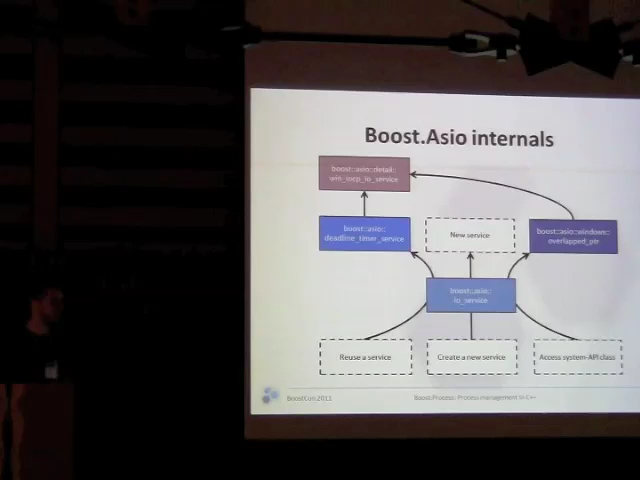 Boost.Asio internals
boost::asio::detail::
win_iocp_io_service
boost::asio::
deadline_timer_service
New service
boost::asio::windows::
overlapped_ptr
boost::asio::
io_service
Reuse a service
Create a new service
Access system-API class
BoostCon 2011
Boost.Process: Process management in C++